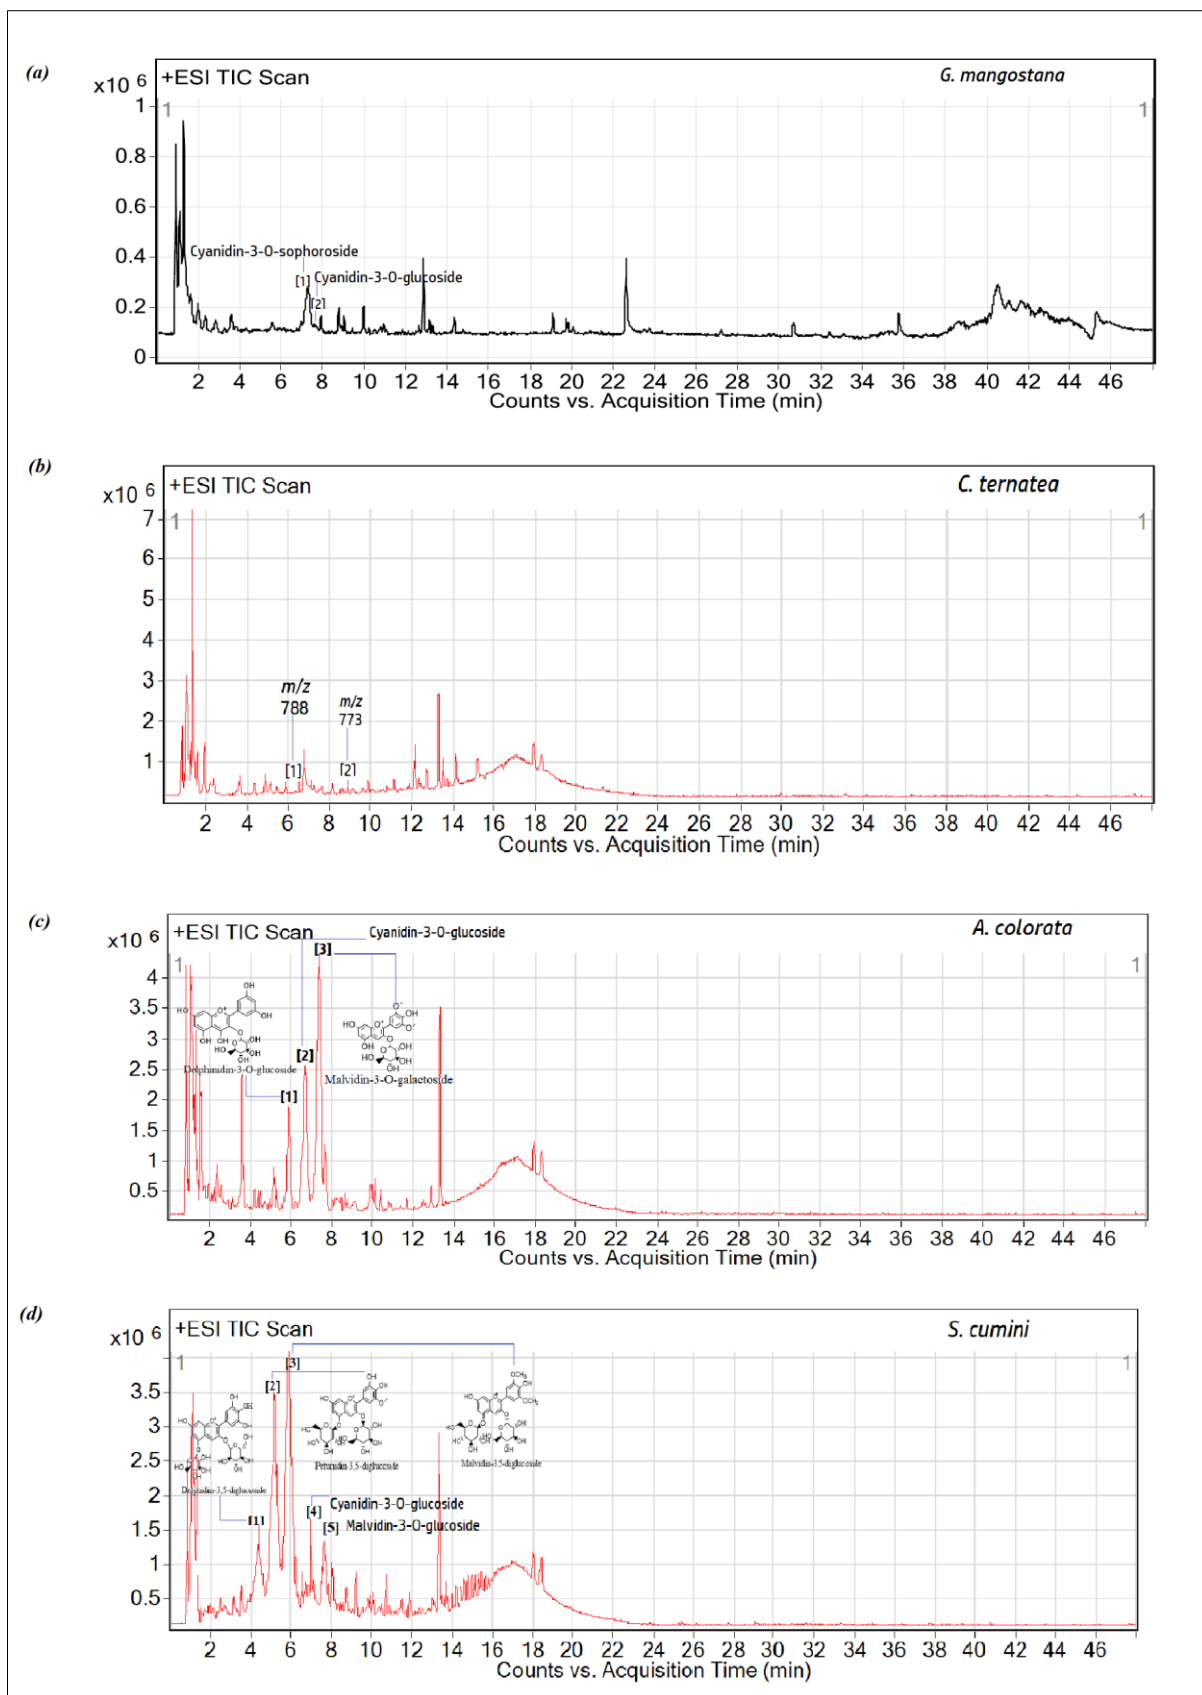 (a)
+ESI TIC Scan
G. mangostana
x10 6
1
1
1
0.8
0.6
0.4
0.2
0
Cyanidin-3-O-sophoroside
[1] Cyanidin-3-O-glucoside
[2]
2 4 6 8 10 12 14 16 18 20 22 24 26 28 30 32 34 36 38 40 42 44 46
Counts vs. Acquisition Time (min)
(b)
+ESI TIC Scan
C. ternatea
x10 6
1
1
7
6
5
4
3
2
1
m/z
788
m/z
773
[1]
[2]
2 4 6 8 10 12 14 16 18 20 22 24 26 28 30 32 34 36 38 40 42 44 46
Counts vs. Acquisition Time (min)
(c)
+ESI TIC Scan
Cyanidin-3-O-glucoside
A. colorata
x10 6
[3]
1
1
4
3.5
3
2.5
2
1.5
1
0.5
[2]
Delphinidin-3-O-glucoside
Malvidin-3-O-galactoside
[1]
2 4 6 8 10 12 14 16 18 20 22 24 26 28 30 32 34 36 38 40 42 44 46
Counts vs. Acquisition Time (min)
(d)
+ESI TIC Scan
S. cumini
x10 6
1
1
[3]
[2]
3.5
3
2.5
2
1.5
1
0.5
Petunidin-3,5-diglucoside
Malvidin-3,5-diglucoside
Delphindin-3,5-diglucoside
[4] Cyanidin-3-O-glucoside
[1]
[5] Malvidin-3-O-glucoside
2 4 6 8 10 12 14 16 18 20 22 24 26 28 30 32 34 36 38 40 42 44 46
Counts vs. Acquisition Time (min)